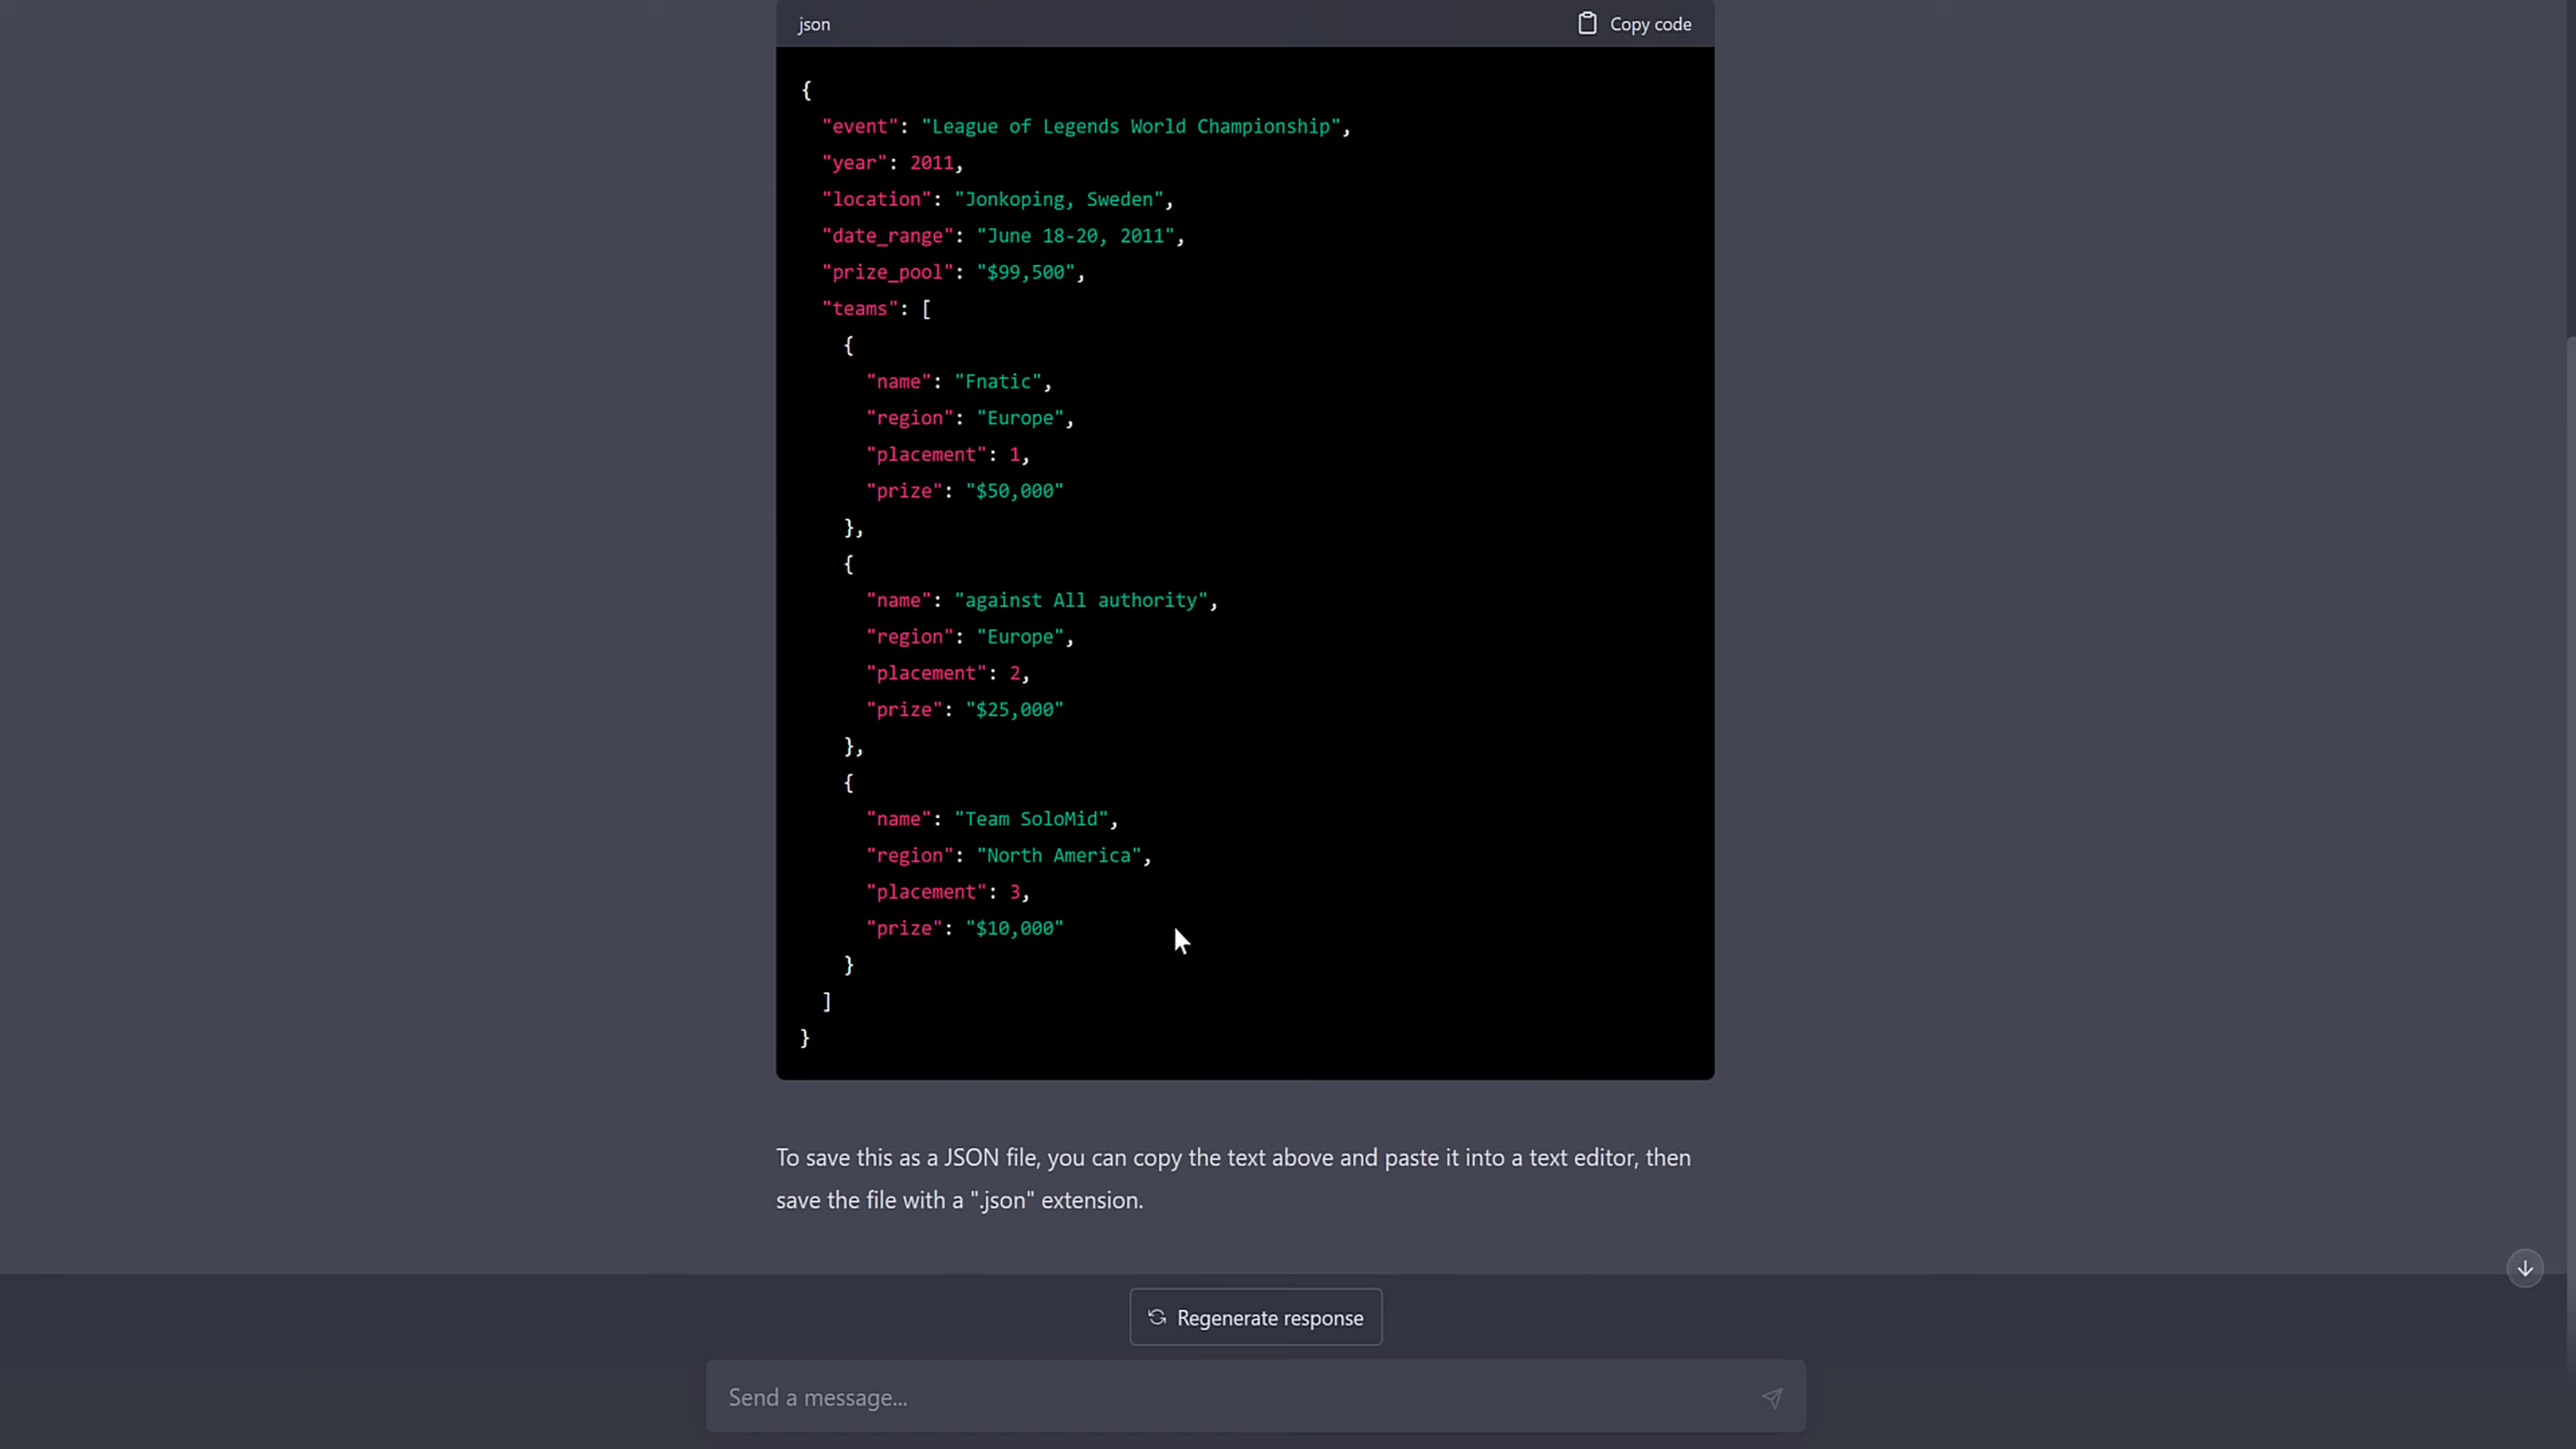 json
Copy code
{
"event": "League of Legends World Championship",
"year": 2011,
"location": "Jonkoping, Sweden",
"date_range": "June 18-20, 2011",
"prize_pool": "$99,500",
"teams": [
{
"name": "Fnatic",
"region": "Europe",
"placement": 1,
"prize": "$50,000"
},
{
"name": "against All authority",
"region": "Europe",
"placement": 2,
"prize": "$25,000"
},
{
"name": "Team SoloMid",
"region": "North America",
"placement": 3,
"prize": "$10,000"
}
]
}
To save this as a JSON file, you can copy the text above and paste it into a text editor, then
save the file with a ".json" extension.
Regenerate response
Send a message...